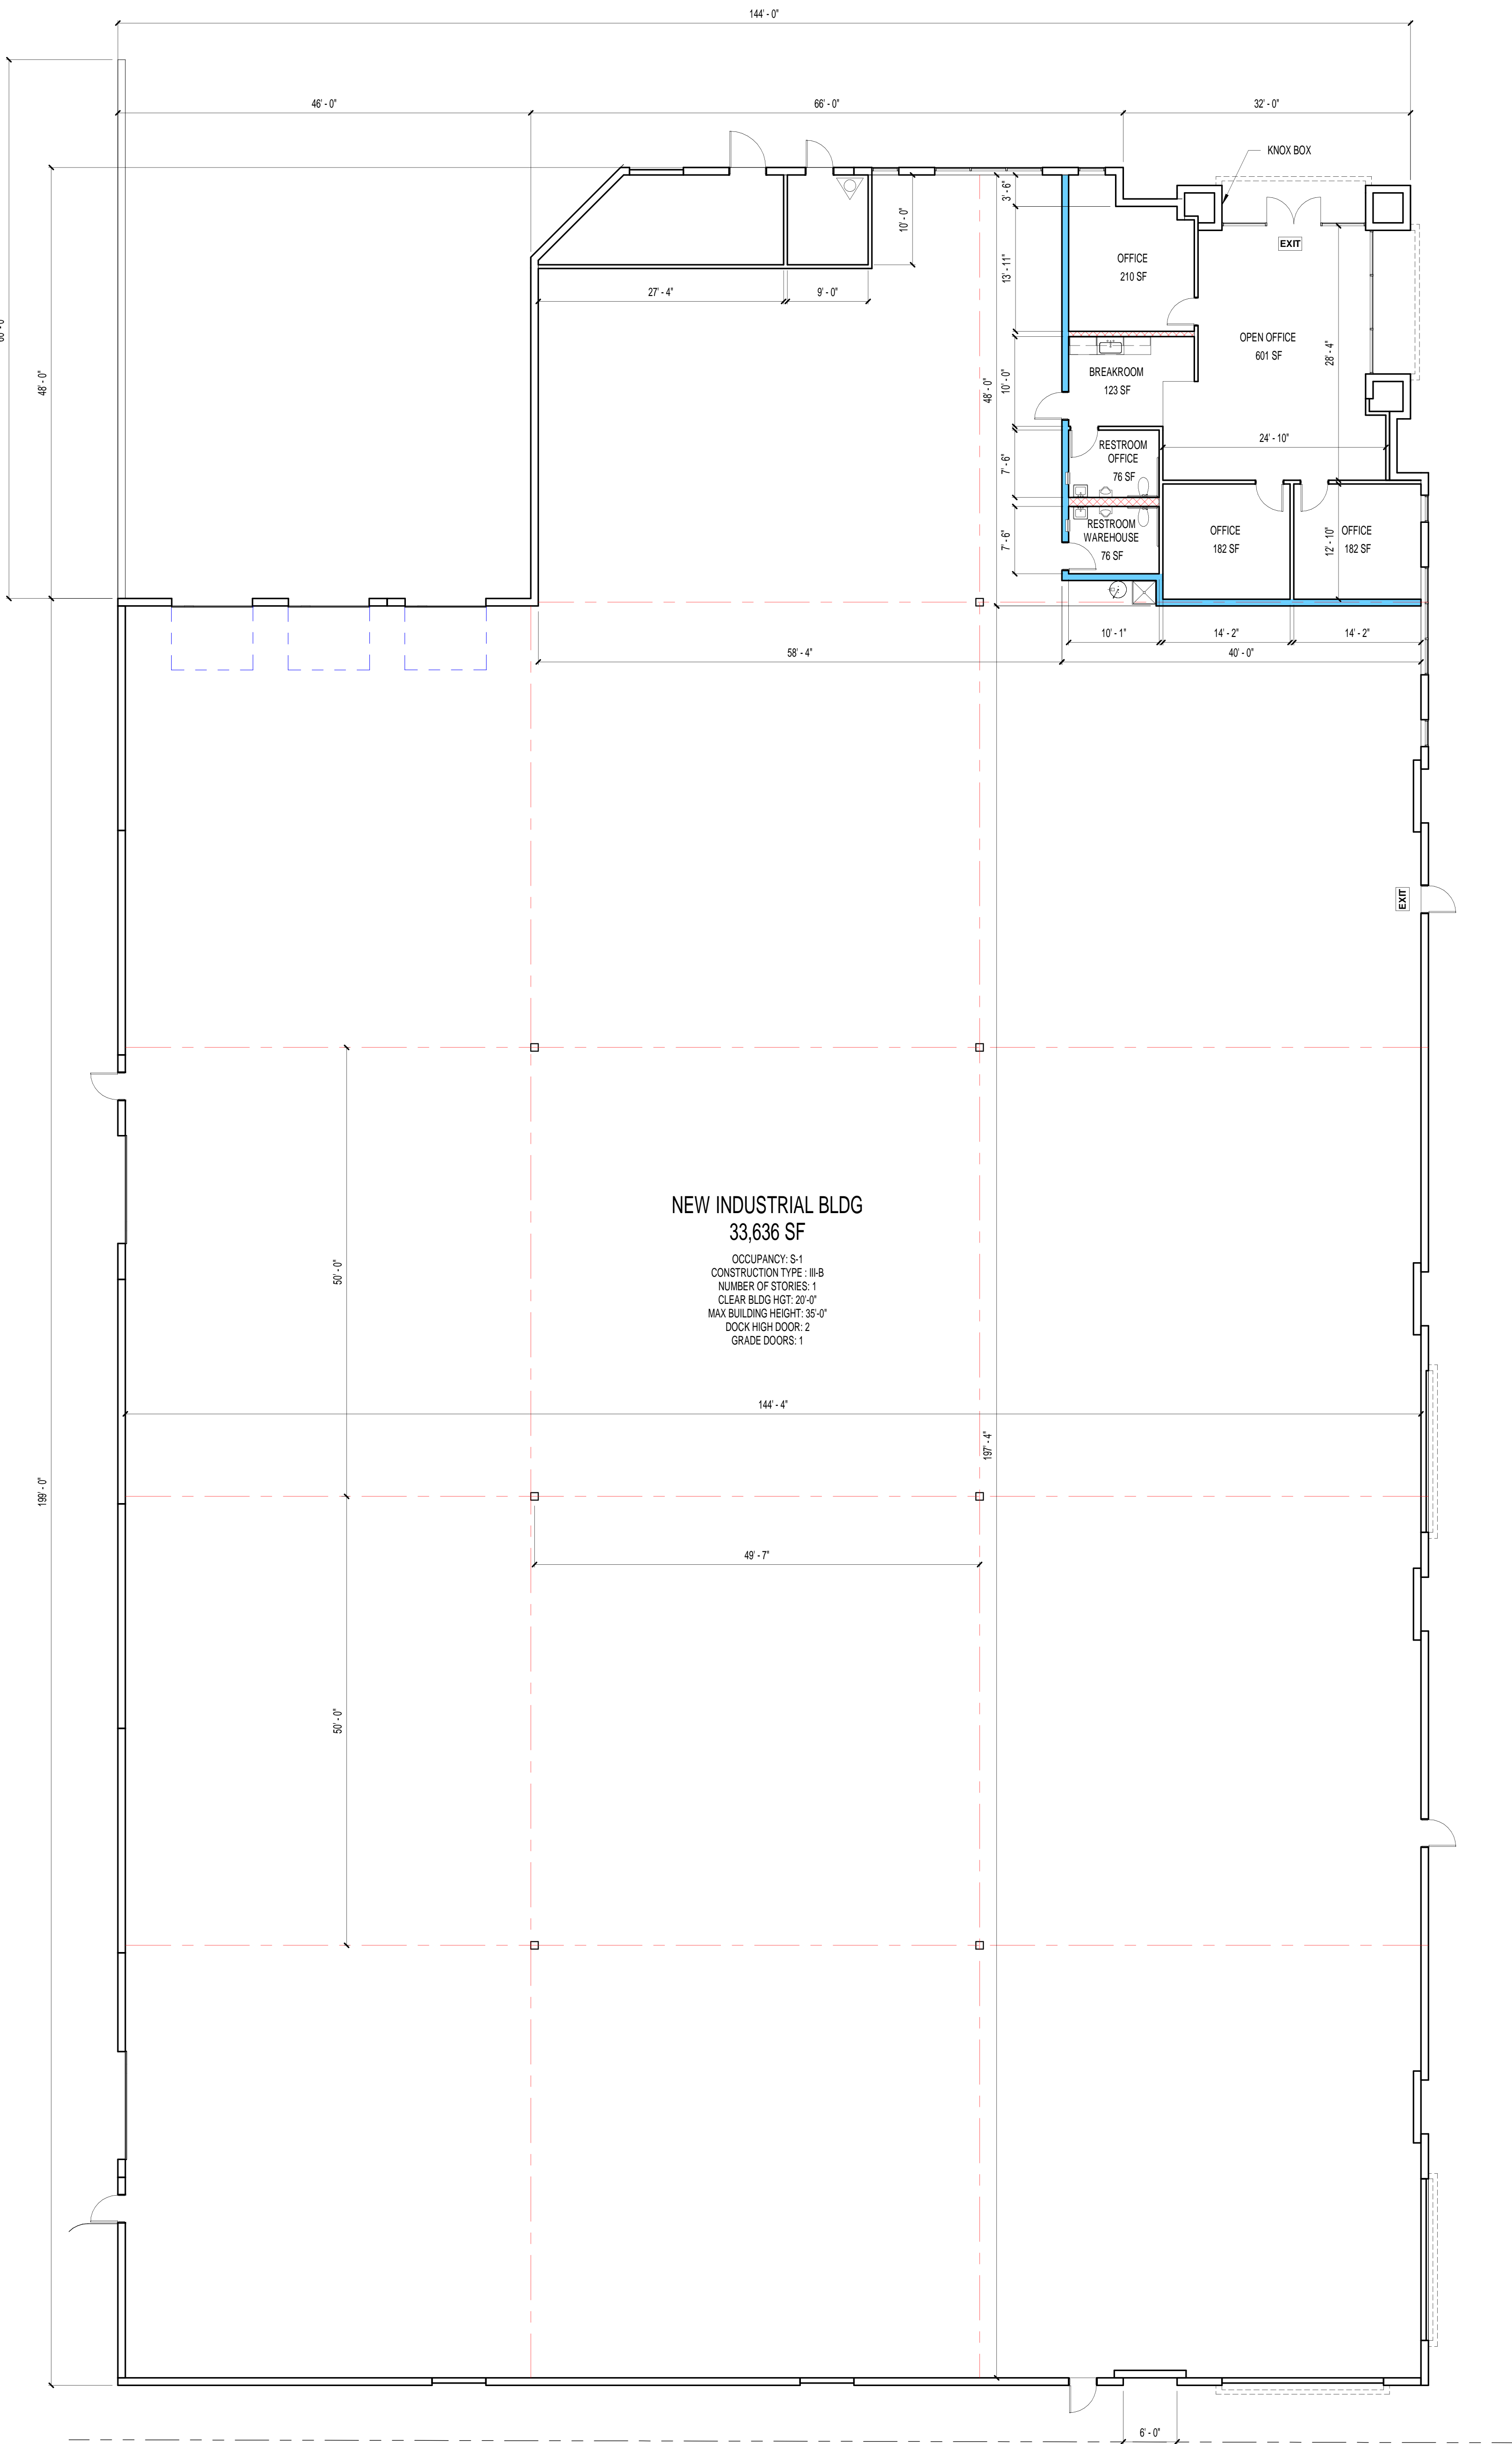 144' - 0"
46' - 0"
66' - 0"
32' - 0"
KNOX BOX
3' - 6"
10' - 0"
EXIT
OFFICE
210 SF
13' - 11"
27' - 4"
9' - 0"
OPEN OFFICE
601 SF
28' - 4"
48' - 0"
BREAKROOM
123 SF
10' - 0"
48' - 0"
24' - 10"
RESTROOM
OFFICE
76 SF
7' - 6"
RESTROOM
WAREHOUSE
76 SF
7' - 6"
OFFICE
182 SF
12' - 10"
OFFICE
182 SF
10' - 1"
14' - 2"
14' - 2"
58' - 4"
40' - 0"
EXIT
NEW INDUSTRIAL BLDG
33,636 SF
OCCUPANCY: S-1
CONSTRUCTION TYPE : III-B
NUMBER OF STORIES: 1
CLEAR BLDG HGT: 20'-0"
MAX BUILDING HEIGHT: 35'-0"
DOCK HIGH DOOR: 2
GRADE DOORS: 1
50' - 0"
144' - 4"
197' - 4"
199' - 0"
49' - 7"
50' - 0"
6' - 0"